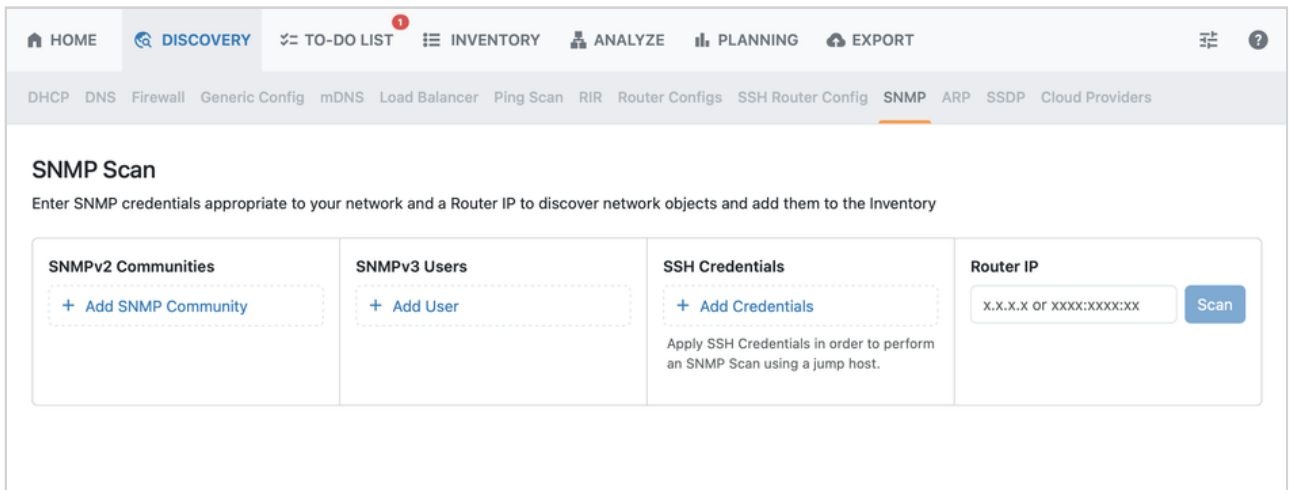 HOME DISCOVERY TO-DO LIST 1 INVENTORY ANALYZE PLANNING EXPORT ?
DHCP DNS Firewall Generic Config mDNS Load Balancer Ping Scan RIR Router Configs SSH Router Config SNMP ARP SSDP Cloud Providers
SNMP Scan
Enter SNMP credentials appropriate to your network and a Router IP to discover network objects and add them to the Inventory
SNMPv2 Communities
+ Add SNMP Community
SNMPv3 Users
+ Add User
SSH Credentials
+ Add Credentials
Apply SSH Credentials in order to perform
an SNMP Scan using a jump host.
Router IP
x.x.x.x or xxxx:xxxx:xx Scan